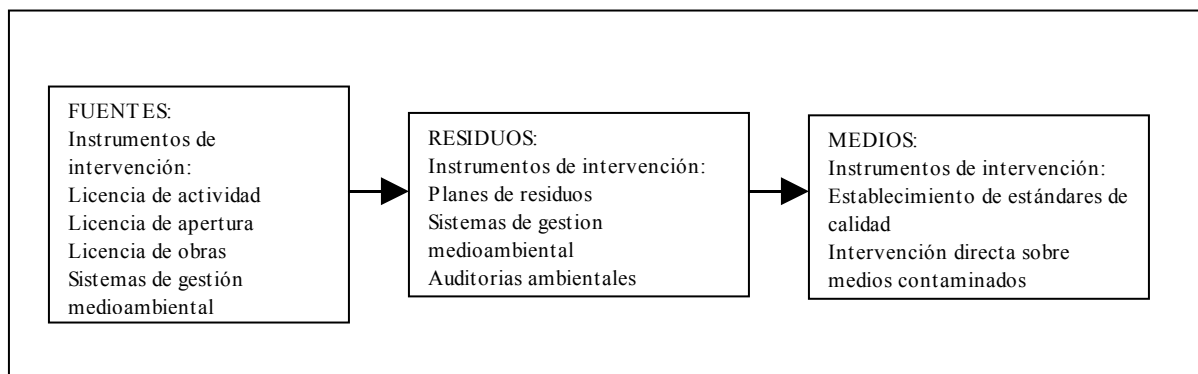 FUENTES:
Instrumentos de
intervención:
Licencia de actividad
Licencia de apertura
Licencia de obras
Sistemas de gestión
medioambiental
RESIDUOS:
Instrumentos de intervención:
Planes de residuos
Sistemas de gestion
medioambiental
Auditorias ambientales
MEDIOS:
Instrumentos de intervención:
Establecimiento de estándares de
calidad
Intervención directa sobre
medios contaminados